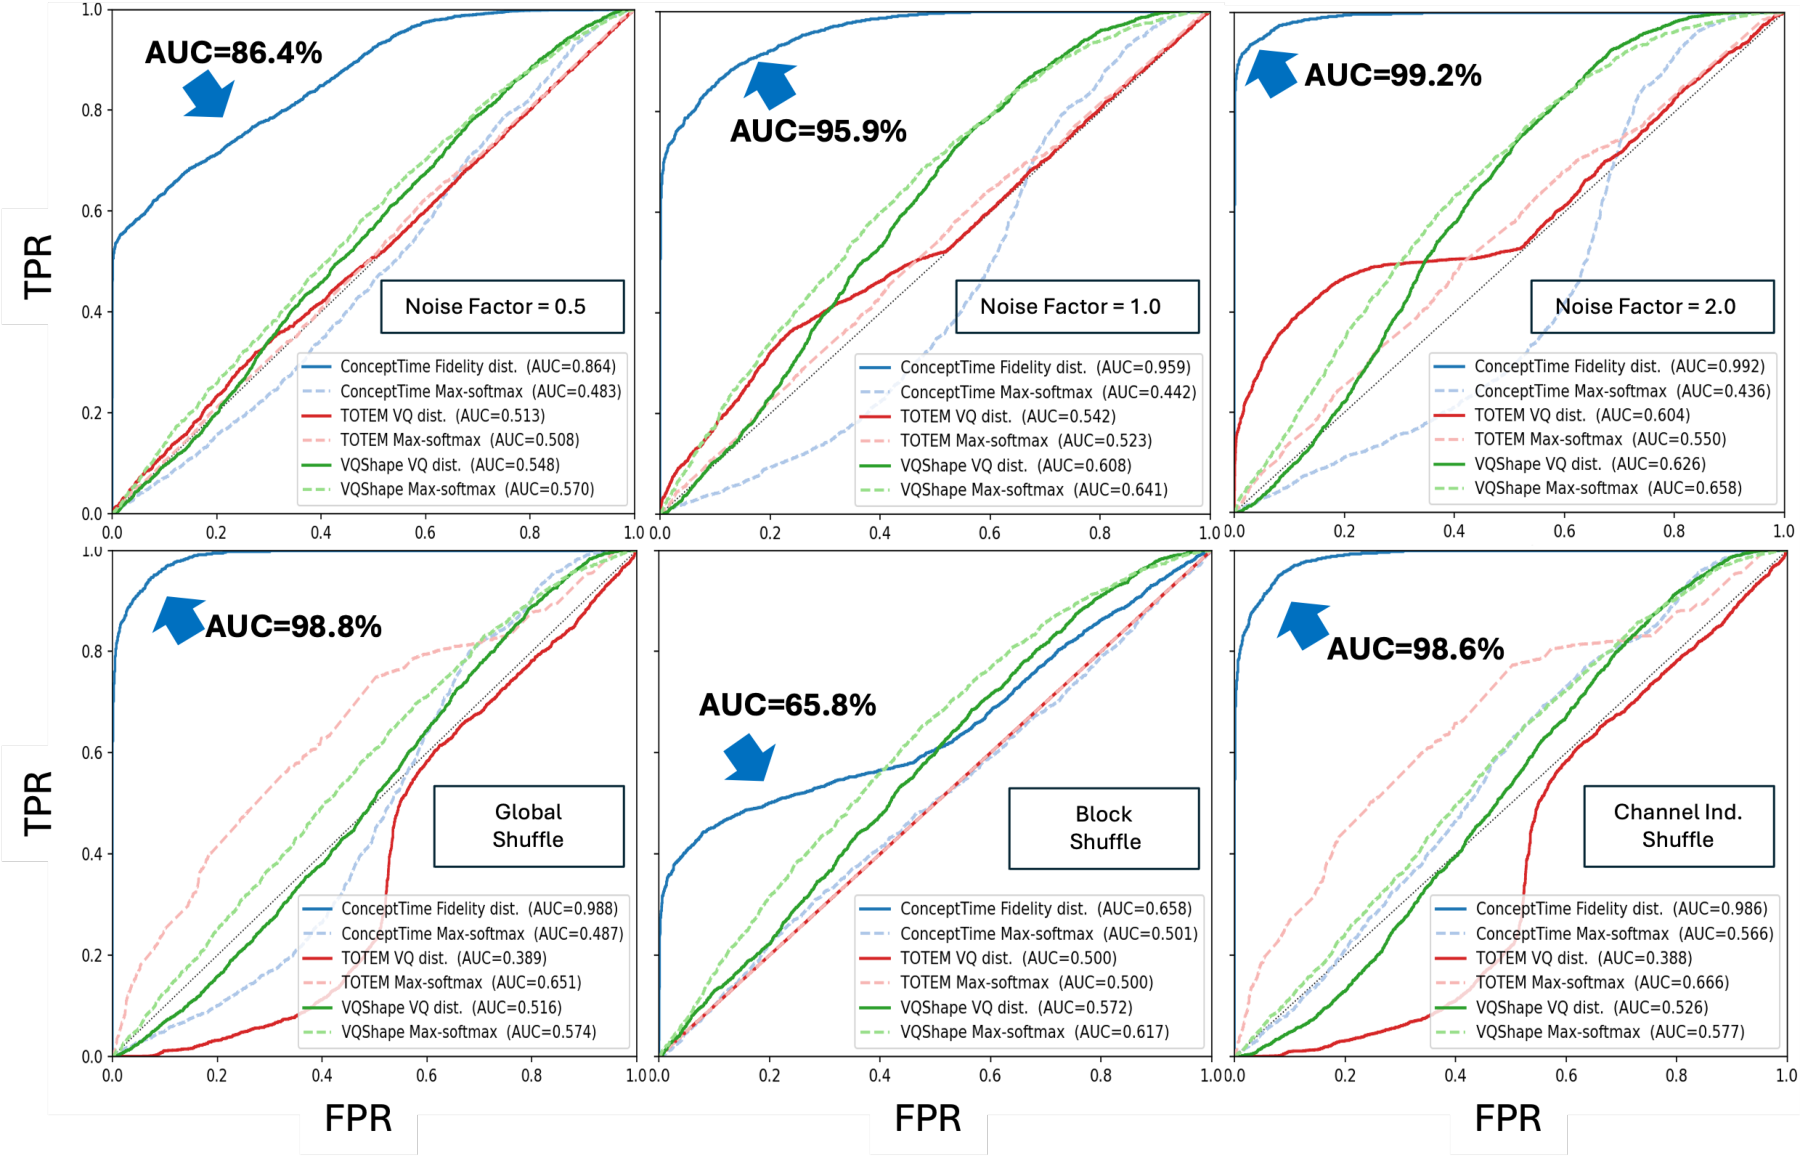 TPR
1.0
0.8
0.6
0.4
0.2
0.0
AUC=86.4%
Noise Factor = 0.5
ConceptTime Fidelity dist. (AUC=0.864)
ConceptTime Max-softmax (AUC=0.483)
TOTEM VQ dist. (AUC=0.513)
TOTEM Max-softmax (AUC=0.508)
VQShape VQ dist. (AUC=0.548)
VQShape Max-softmax (AUC=0.570)
0.0 0.2 0.4 0.6 0.8 1.0
AUC=95.9%
Noise Factor = 1.0
ConceptTime Fidelity dist. (AUC=0.959)
ConceptTime Max-softmax (AUC=0.442)
TOTEM VQ dist. (AUC=0.542)
TOTEM Max-softmax (AUC=0.523)
VQShape VQ dist. (AUC=0.608)
VQShape Max-softmax (AUC=0.641)
0.0 0.2 0.4 0.6 0.8 1.0
AUC=99.2%
Noise Factor = 2.0
ConceptTime Fidelity dist. (AUC=0.992)
ConceptTime Max-softmax (AUC=0.436)
TOTEM VQ dist. (AUC=0.604)
TOTEM Max-softmax (AUC=0.550)
VQShape VQ dist. (AUC=0.626)
VQShape Max-softmax (AUC=0.658)
0.0 0.2 0.4 0.6 0.8 1.0
TPR
1.0
0.8
0.6
0.4
0.2
0.0
AUC=98.8%
Global
Shuffle
ConceptTime Fidelity dist. (AUC=0.988)
ConceptTime Max-softmax (AUC=0.487)
TOTEM VQ dist. (AUC=0.389)
TOTEM Max-softmax (AUC=0.651)
VQShape VQ dist. (AUC=0.516)
VQShape Max-softmax (AUC=0.574)
0.0 0.2 0.4 0.6 0.8 1.0
FPR
AUC=65.8%
Block
Shuffle
ConceptTime Fidelity dist. (AUC=0.658)
ConceptTime Max-softmax (AUC=0.501)
TOTEM VQ dist. (AUC=0.500)
TOTEM Max-softmax (AUC=0.500)
VQShape VQ dist. (AUC=0.572)
VQShape Max-softmax (AUC=0.617)
0.0 0.2 0.4 0.6 0.8 1.0
FPR
AUC=98.6%
Channel Ind.
Shuffle
ConceptTime Fidelity dist. (AUC=0.986)
ConceptTime Max-softmax (AUC=0.566)
TOTEM VQ dist. (AUC=0.388)
TOTEM Max-softmax (AUC=0.666)
VQShape VQ dist. (AUC=0.526)
VQShape Max-softmax (AUC=0.577)
0.0 0.2 0.4 0.6 0.8 1.0
FPR